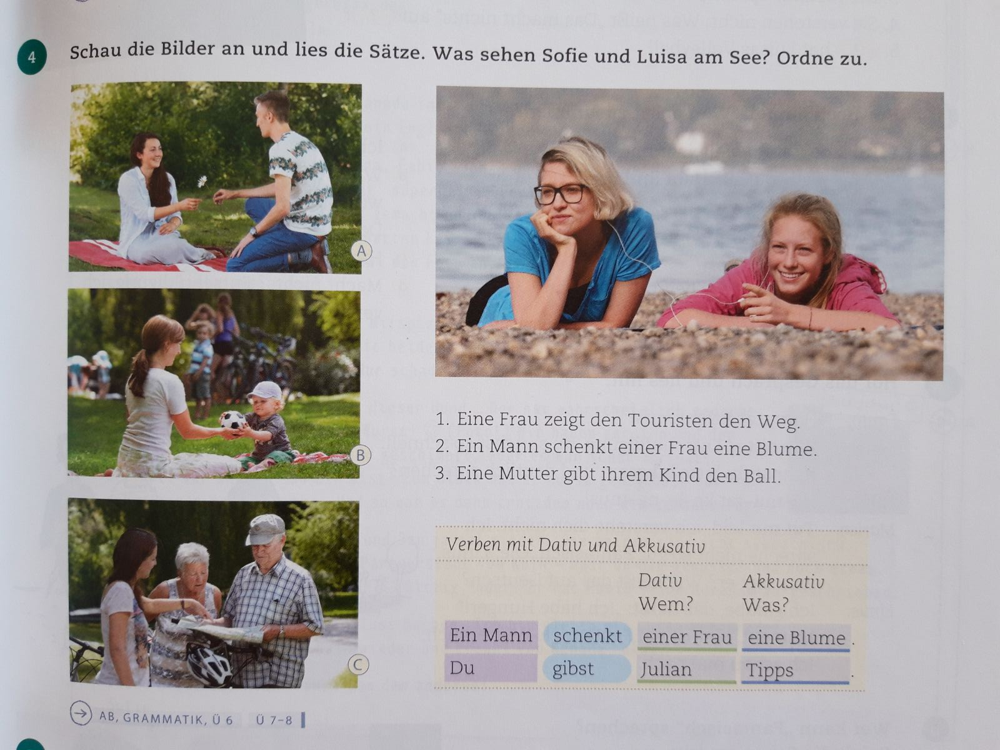 4
Schau die Bilder an und lies die Sätze. Was sehen Sofie und Luisa am See? Ordne zu.
A
B
C
1. Eine Frau zeigt den Touristen den Weg.
2. Ein Mann schenkt einer Frau eine Blume.
3. Eine Mutter gibt ihrem Kind den Ball.
Verben mit Dativ und Akkusativ
Dativ Akkusativ
Wem? Was?
Ein Mann schenkt einer Frau eine Blume.
Du gibst Julian Tipps.
→ AB, GRAMMATIK, Ü 6 Ü 7–8